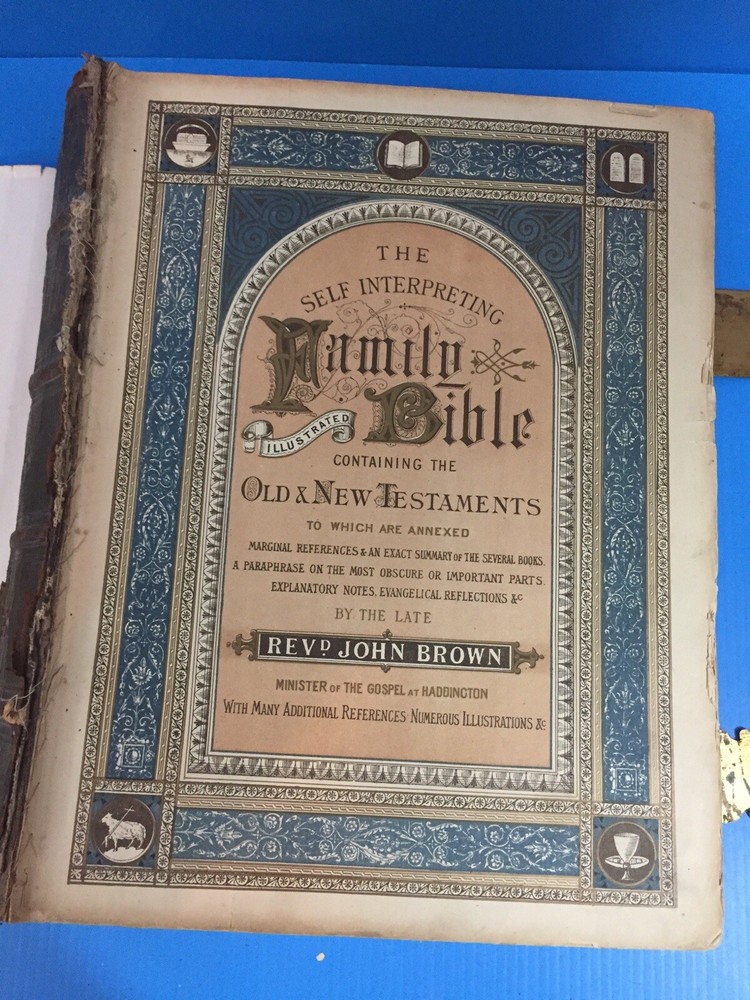 THE
SELF INTERPRETING
Family
ILLUSTRATED
Bible
CONTAINING THE
OLD & NEW TESTAMENTS
TO WHICH ARE ANNEXED
MARGINAL REFERENCES & AN EXACT SUMMARY OF THE SEVERAL BOOKS.
A PARAPHRASE ON THE MOST OBSCURE OR IMPORTANT PARTS.
EXPLANATORY NOTES, EVANGELICAL REFLECTIONS &c
BY THE LATE
REVD JOHN BROWN
MINISTER OF THE GOSPEL AT HADDINGTON
WITH MANY ADDITIONAL REFERENCES NUMEROUS ILLUSTRATIONS &c